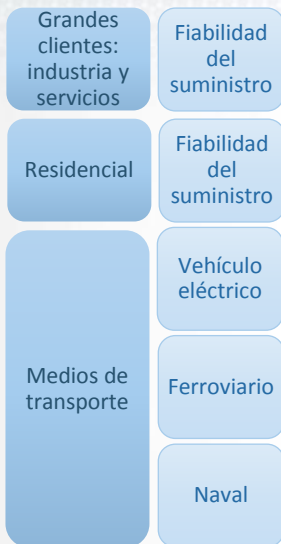 Grandes
clientes:
industria y
servicios
Fiabilidad
del
suministro
Residencial
Fiabilidad
del
suministro
Medios de
transporte
Vehículo
eléctrico
Ferroviario
Naval